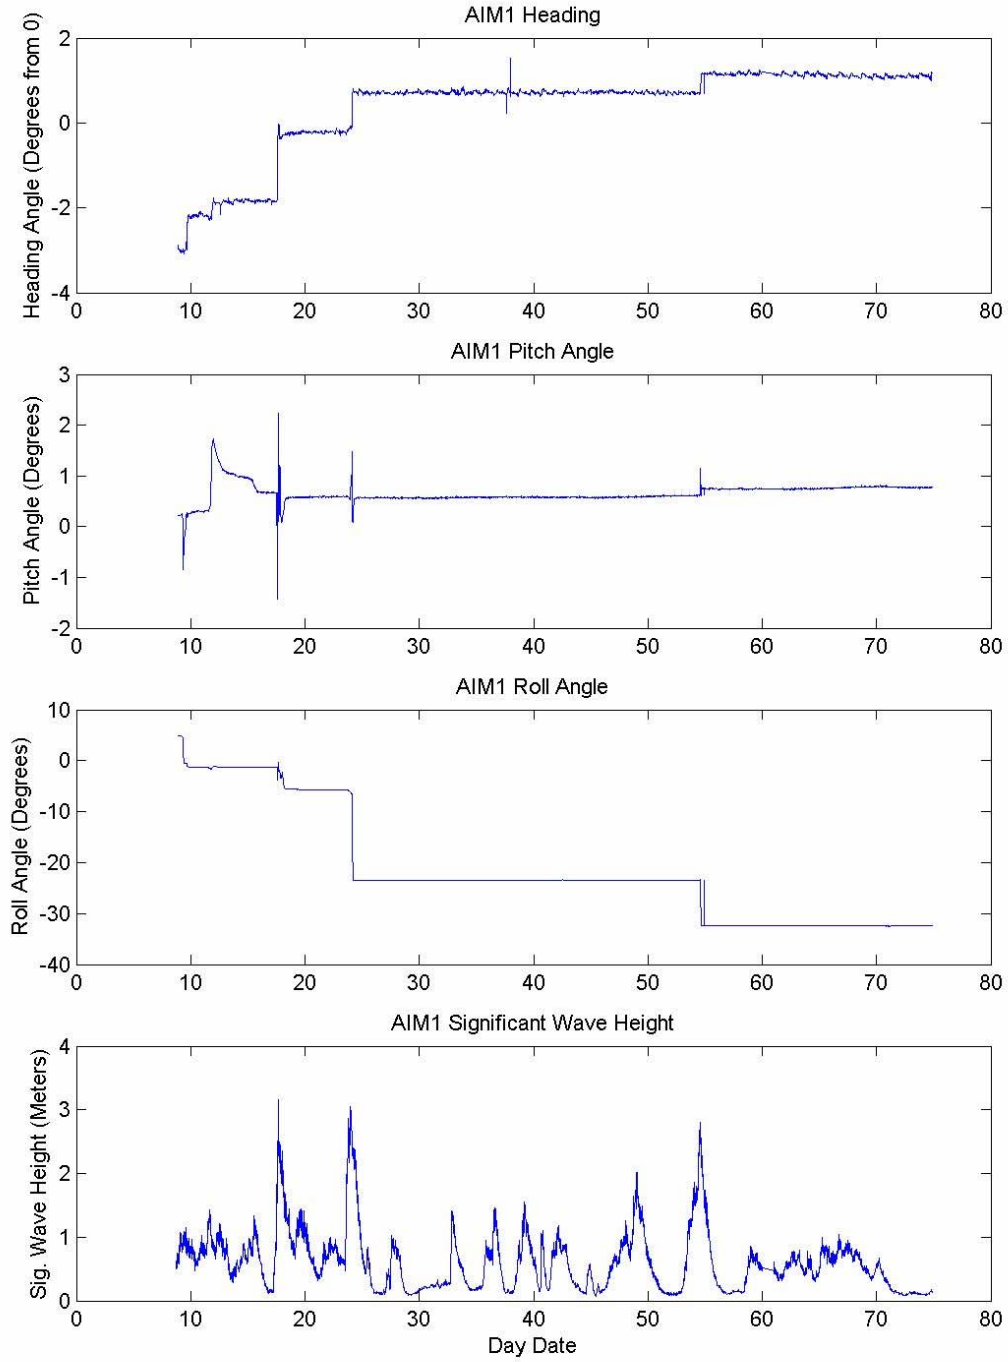 AIM1 Heading
Heading Angle (Degrees from 0)
2
0
-2
-4
0 10 20 30 40 50 60 70 80
AIM1 Pitch Angle
Pitch Angle (Degrees)
3
2
1
0
-1
-2
0 10 20 30 40 50 60 70 80
AIM1 Roll Angle
Roll Angle (Degrees)
10
0
-10
-20
-30
-40
0 10 20 30 40 50 60 70 80
AIM1 Significant Wave Height
Sig. Wave Height (Meters)
4
3
2
1
0
0 10 20 30 40 50 60 70 80
Day Date